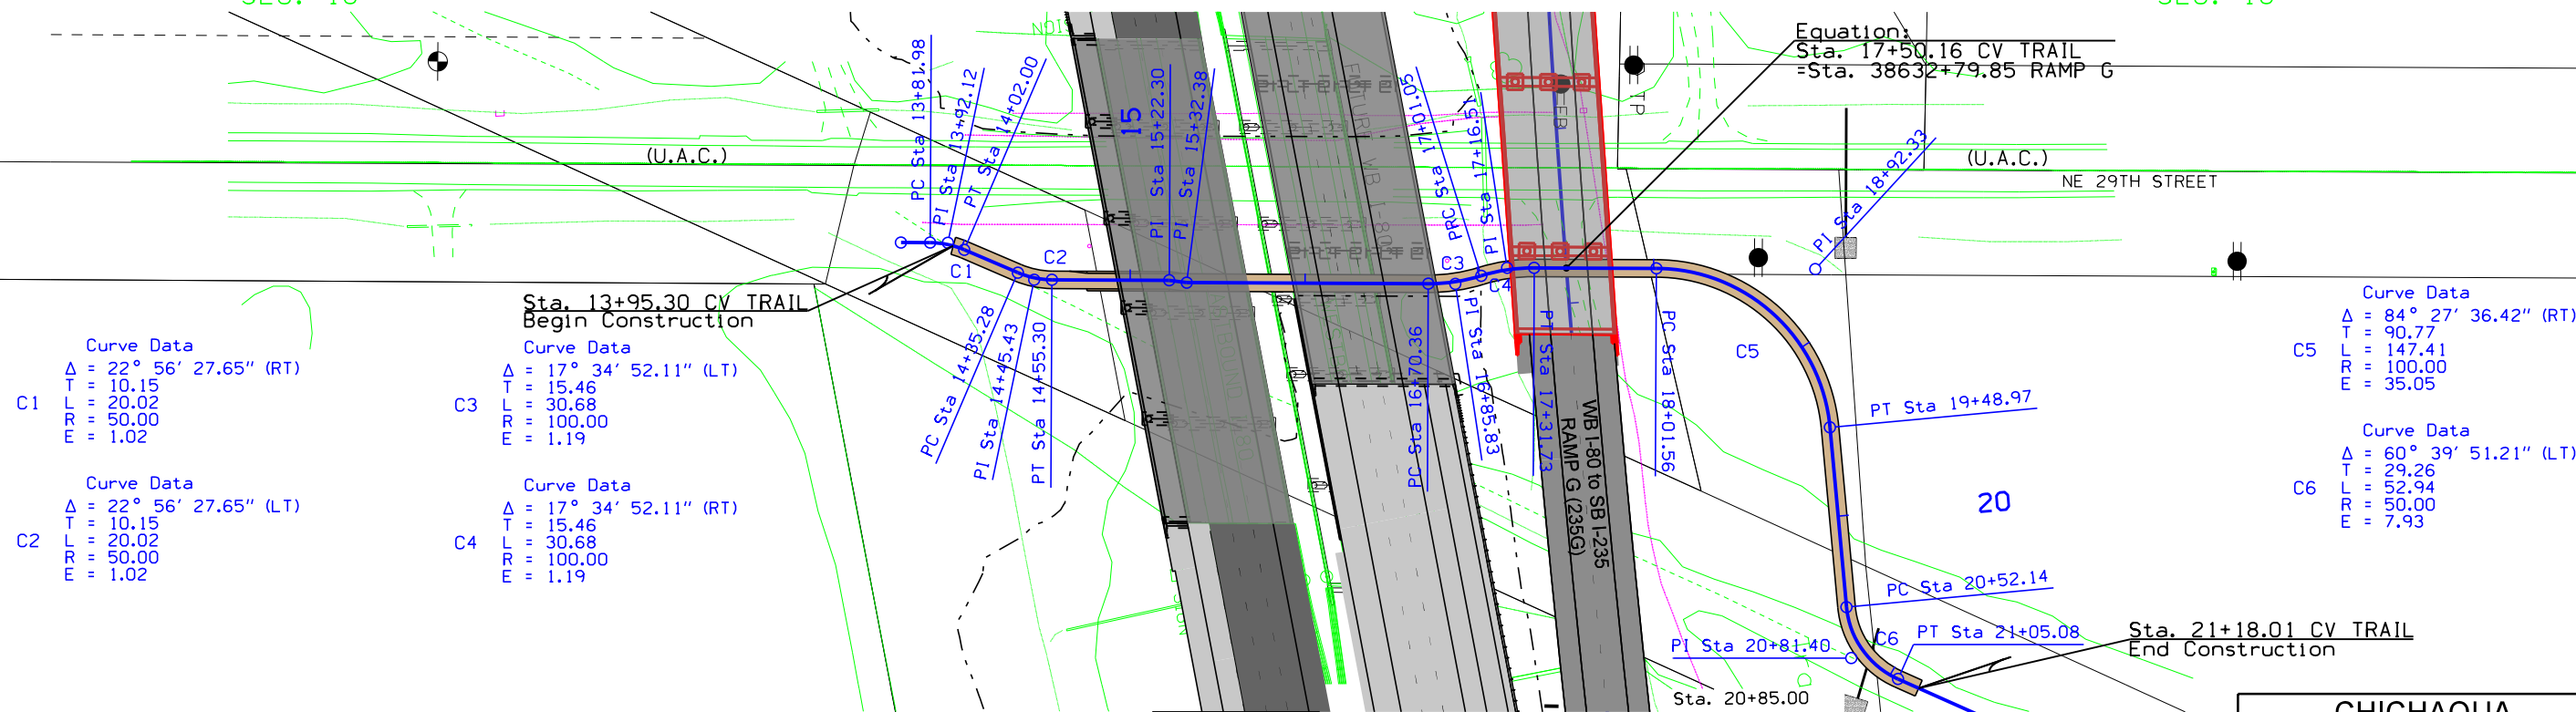 Equation:
Sta. 17+50.16 CV TRAIL
=Sta. 38632+79.85 RAMP G
PC Sta 13+81.98
PI Sta 13+92.12
PT Sta 14+02.00
15
PI Sta 15+22.30
PI Sta 15+32.38
PRC Sta 17+01.05
PI Sta 17+16.51
PI Sta 18+92.33
(U.A.C.)
(U.A.C.)
NE 29TH STREET
C1
C2
C3
C4
C5
Sta. 13+95.30 CV TRAIL
Begin Construction
PC Sta 14+35.28
PI Sta 14+45.43
PT Sta 14+55.30
PC Sta 16+70.36
PI Sta 16+85.83
PT Sta 17+31.73
PC Sta 18+01.56
WB I-80 to SB I-235
RAMP G (235G)
Curve Data
C1
Δ = 22° 56' 27.65" (RT)
T = 10.15
L = 20.02
R = 50.00
E = 1.02
Curve Data
C3
Δ = 17° 34' 52.11" (LT)
T = 15.46
L = 30.68
R = 100.00
E = 1.19
Curve Data
C5
Δ = 84° 27' 36.42" (RT)
T = 90.77
L = 147.41
R = 100.00
E = 35.05
Curve Data
C2
Δ = 22° 56' 27.65" (LT)
T = 10.15
L = 20.02
R = 50.00
E = 1.02
Curve Data
C4
Δ = 17° 34' 52.11" (RT)
T = 15.46
L = 30.68
R = 100.00
E = 1.19
Curve Data
C6
Δ = 60° 39' 51.21" (LT)
T = 29.26
L = 52.94
R = 50.00
E = 7.93
PT Sta 19+48.97
20
PC Sta 20+52.14
C6
PT Sta 21+05.08
PI Sta 20+81.40
Sta. 21+18.01 CV TRAIL
End Construction
Sta. 20+85.00
CHICHAQUA